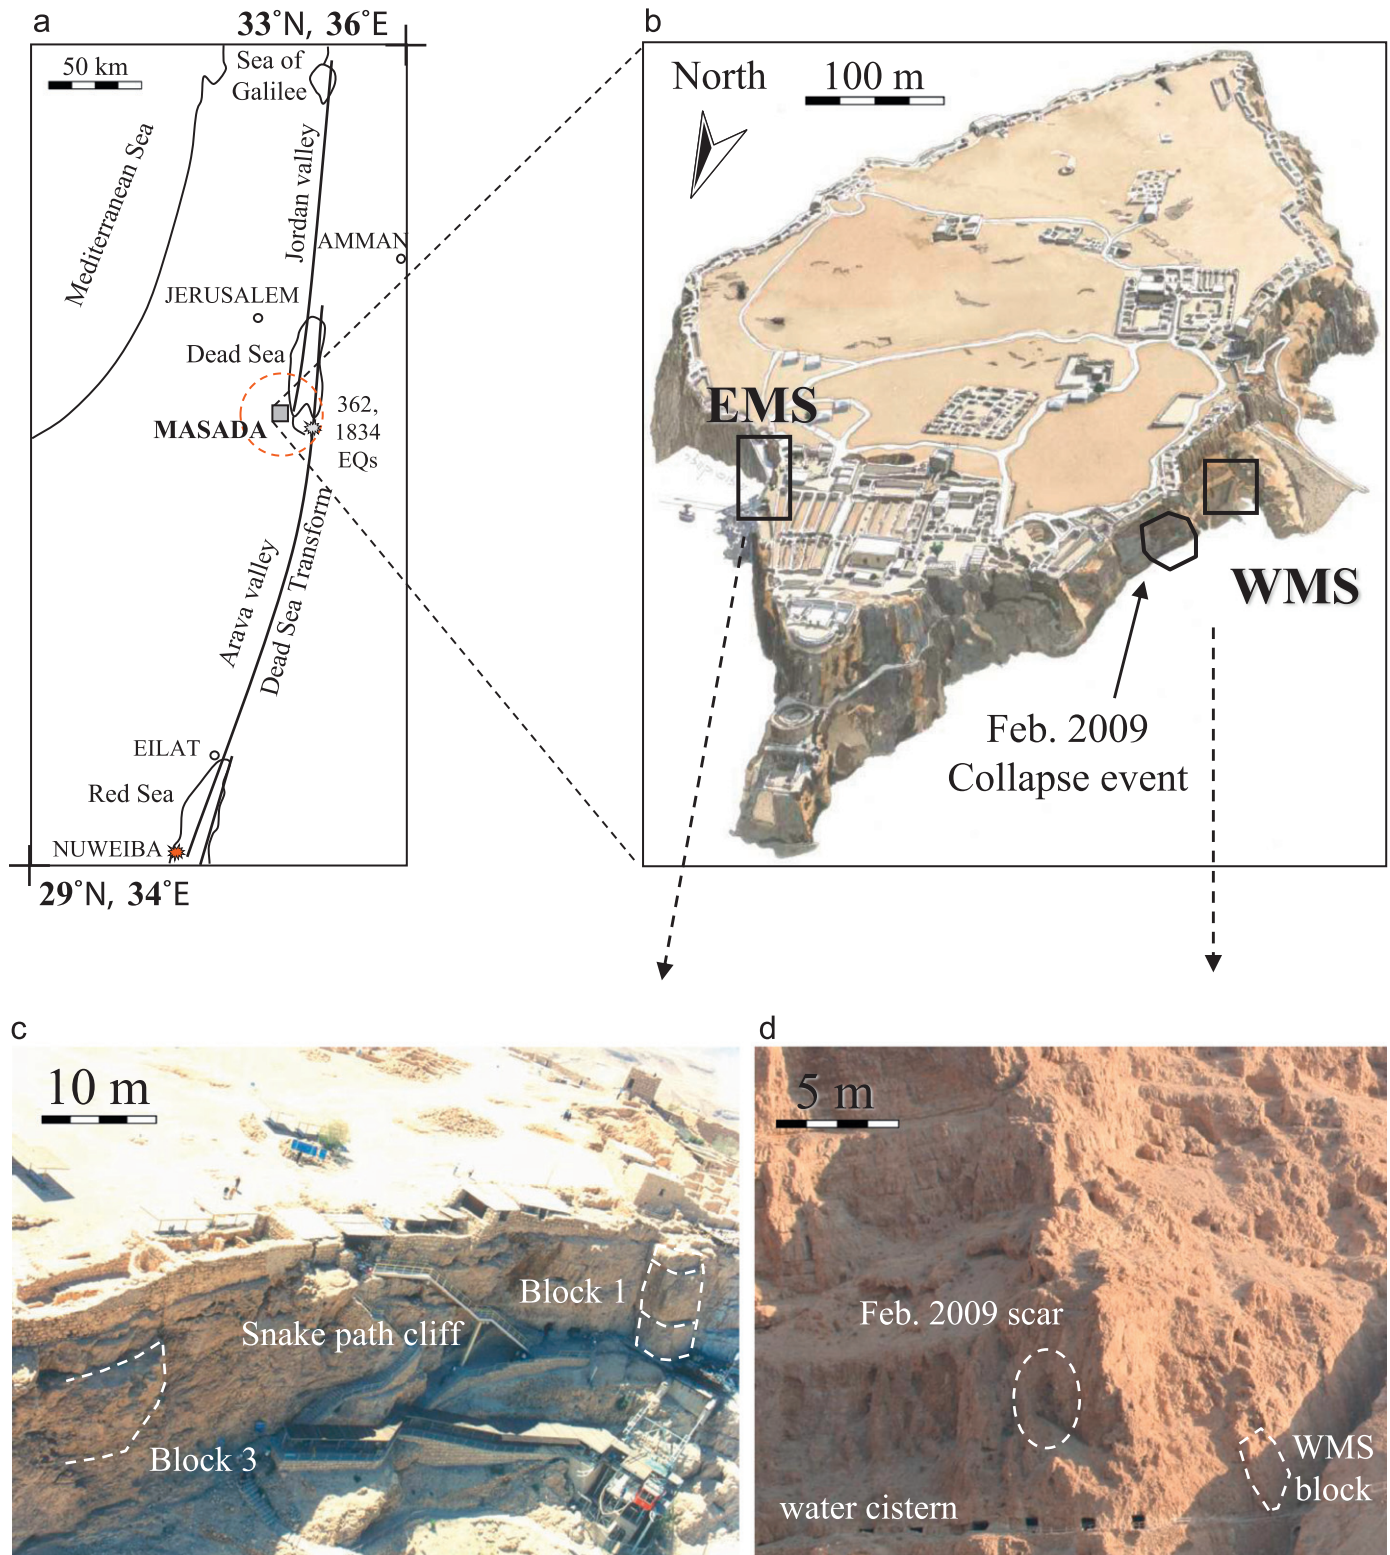 a
33°N, 36°E
50 km
Sea of
Galilee
Mediterranean Sea
Jordan valley
AMMAN
JERUSALEM
Dead Sea
MASADA
362,
1834
EQs
Arava valley
Dead Sea Transform
EILAT
Red Sea
NUWEIBA
29°N, 34°E
b
North
100 m
EMS
WMS
Feb. 2009
Collapse event
c
10 m
Block 1
Snake path cliff
Block 3
d
5 m
Feb. 2009 scar
WMS
block
water cistern